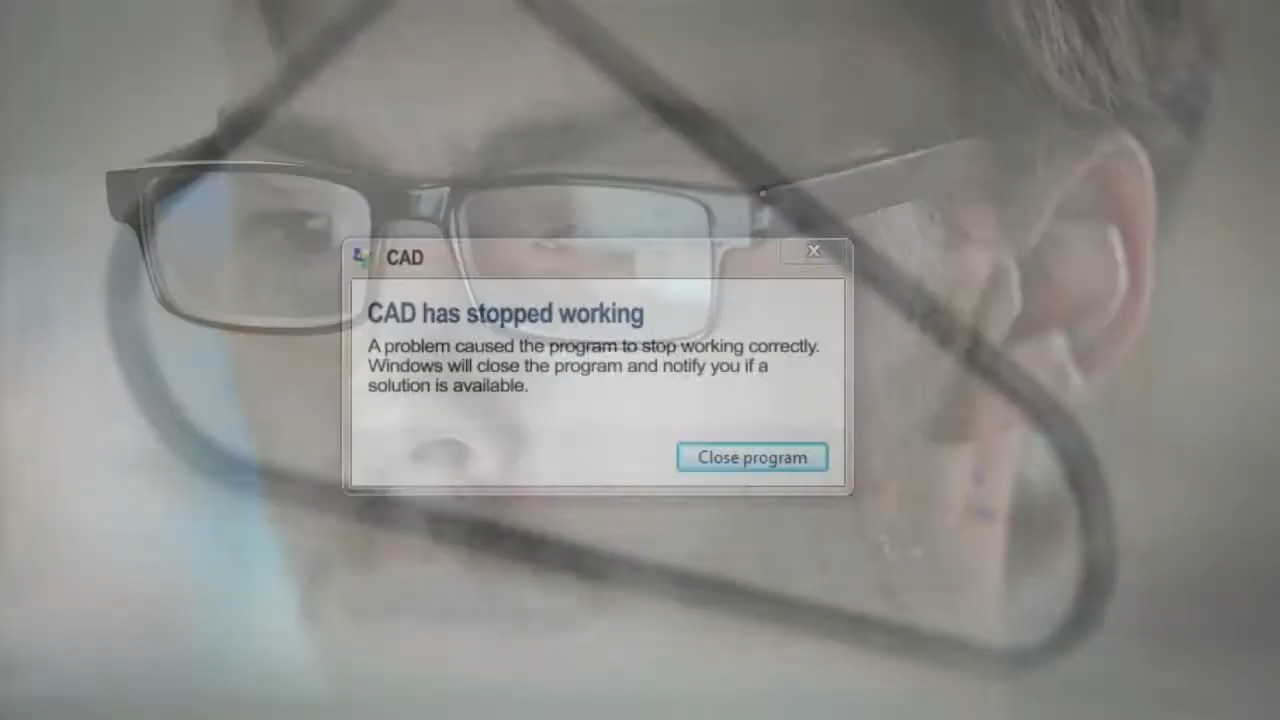 CAD
X
CAD has stopped working
A problem caused the program to stop working correctly.
Windows will close the program and notify you if a
solution is available.
Close program